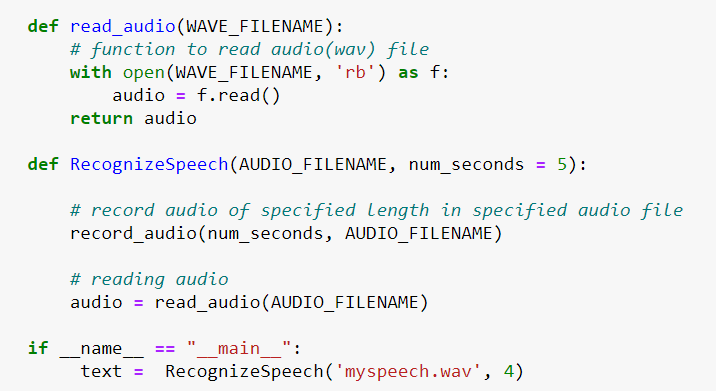 def read_audio(WAVE_FILENAME):
    # function to read audio(wav) file
    with open(WAVE_FILENAME, 'rb') as f:
        audio = f.read()
    return audio

def RecognizeSpeech(AUDIO_FILENAME, num_seconds = 5):

    # record audio of specified length in specified audio file
    record_audio(num_seconds, AUDIO_FILENAME)

    # reading audio
    audio = read_audio(AUDIO_FILENAME)

if __name__ == "__main__":
     text =  RecognizeSpeech('myspeech.wav', 4)